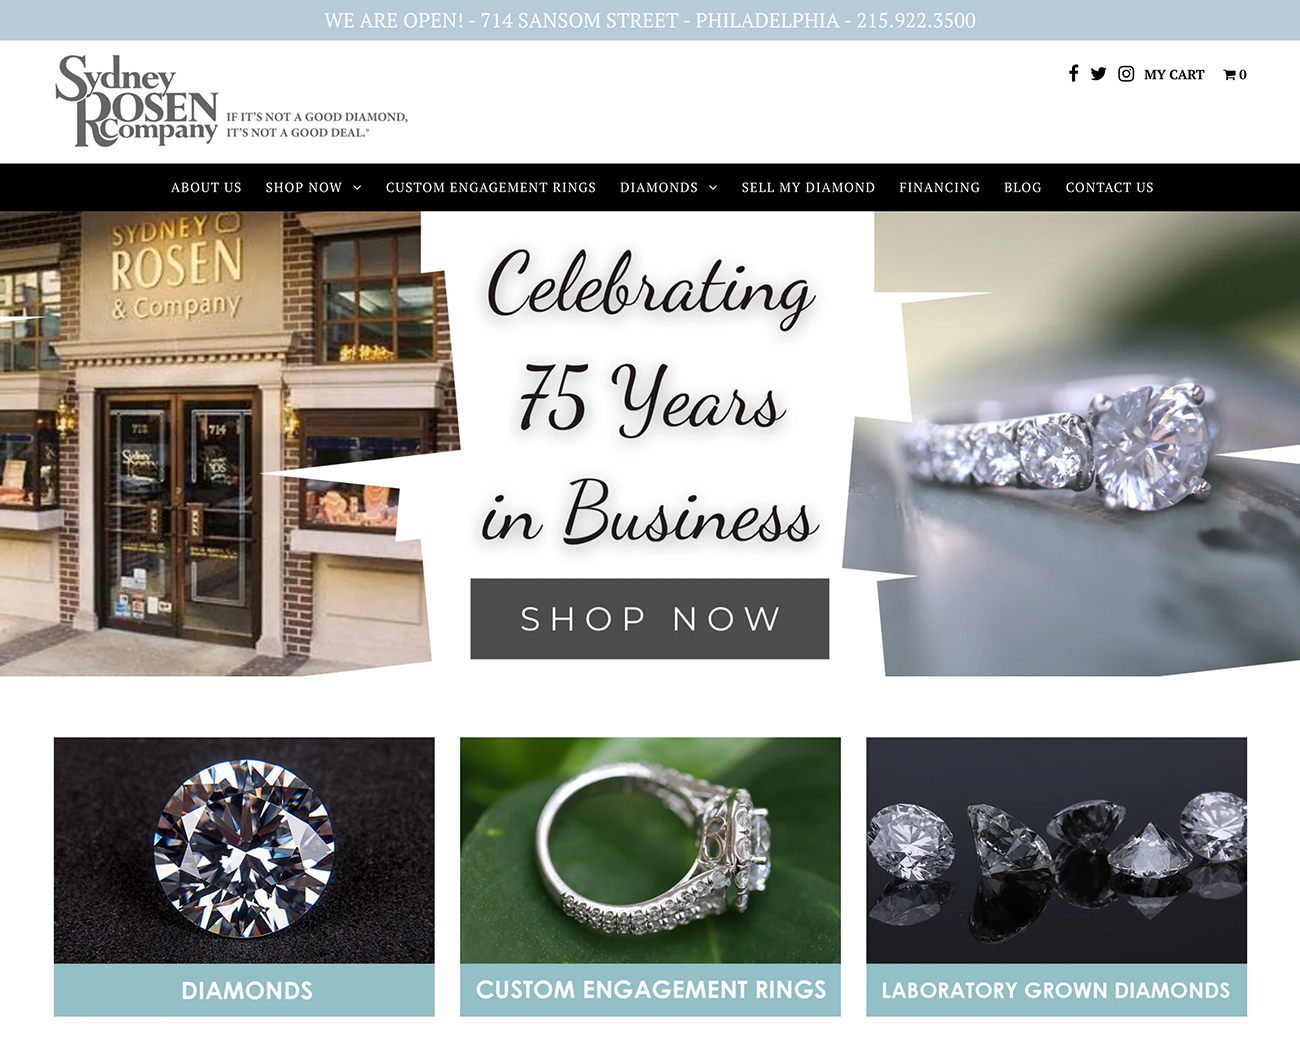 WE ARE OPEN! - 714 SANSOM STREET - PHILADELPHIA - 215.922.3500
Sydney
ROSEN
Company
IF IT'S NOT A GOOD DIAMOND,
IT'S NOT A GOOD DEAL.®
MY CART 0
ABOUT US SHOP NOW CUSTOM ENGAGEMENT RINGS DIAMONDS SELL MY DIAMOND FINANCING BLOG CONTACT US
SYDNEY
ROSEN
& Company
714
Celebrating
75 Years
in Business
SHOP NOW
DIAMONDS
CUSTOM ENGAGEMENT RINGS
LABORATORY GROWN DIAMONDS